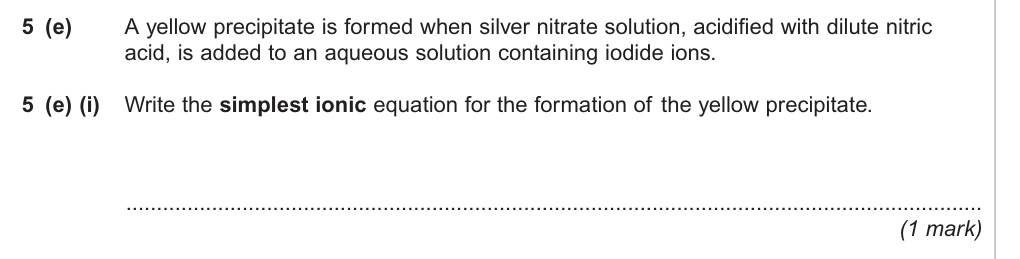 5 (e) A yellow precipitate is formed when silver nitrate solution, acidified with dilute nitric
acid, is added to an aqueous solution containing iodide ions.
5 (e) (i) Write the simplest ionic equation for the formation of the yellow precipitate.
....................................................................................................................................
(1 mark)